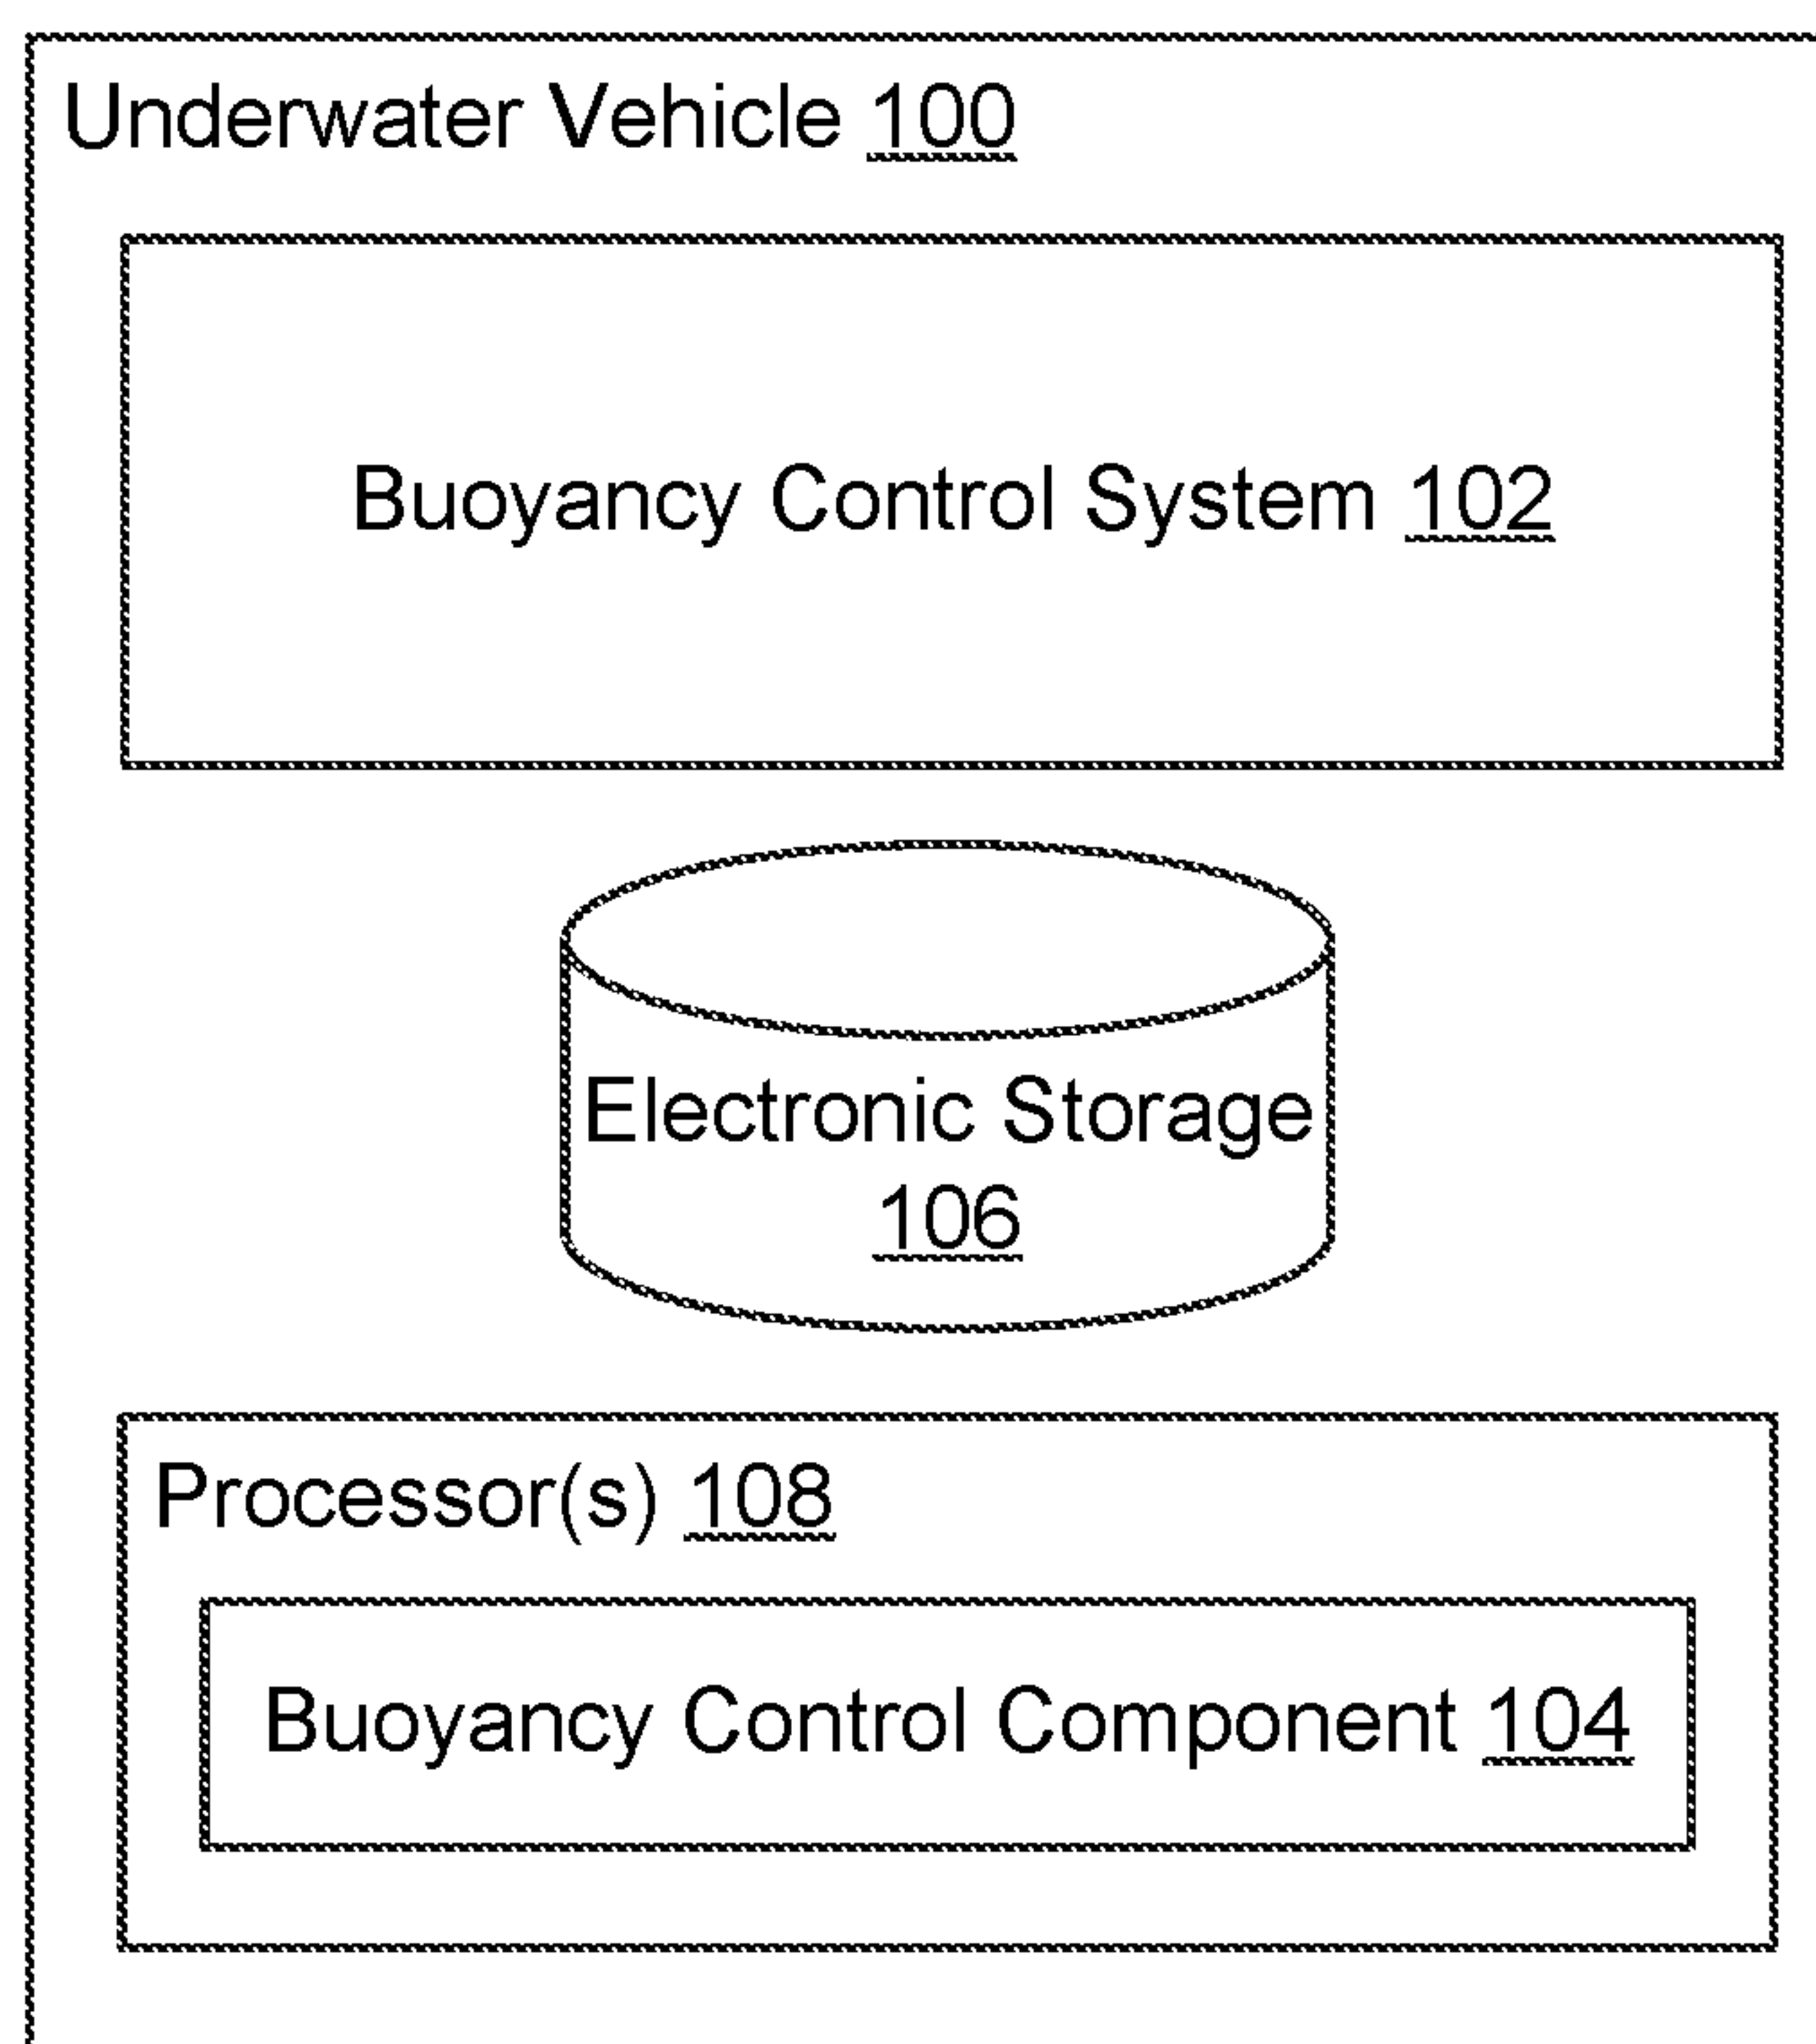 Underwater Vehicle 100
Buoyancy Control System 102
Electronic Storage
106
Processor(s) 108
Buoyancy Control Component 104